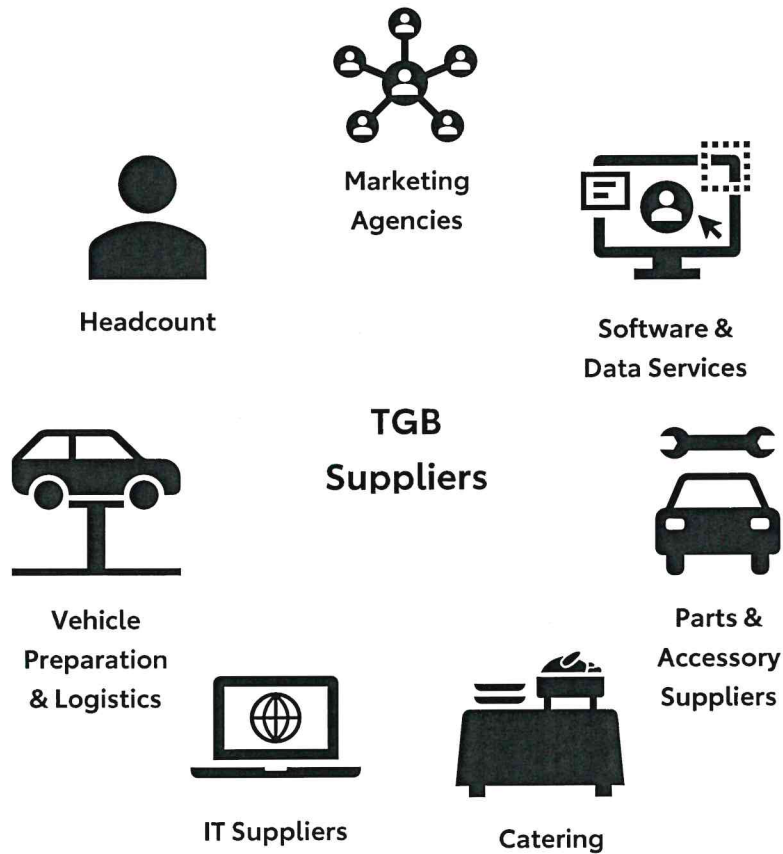 Marketing
Agencies
Headcount
Software &
Data Services
TGB
Suppliers
Vehicle
Preparation
& Logistics
Parts &
Accessory
Suppliers
IT Suppliers
Catering